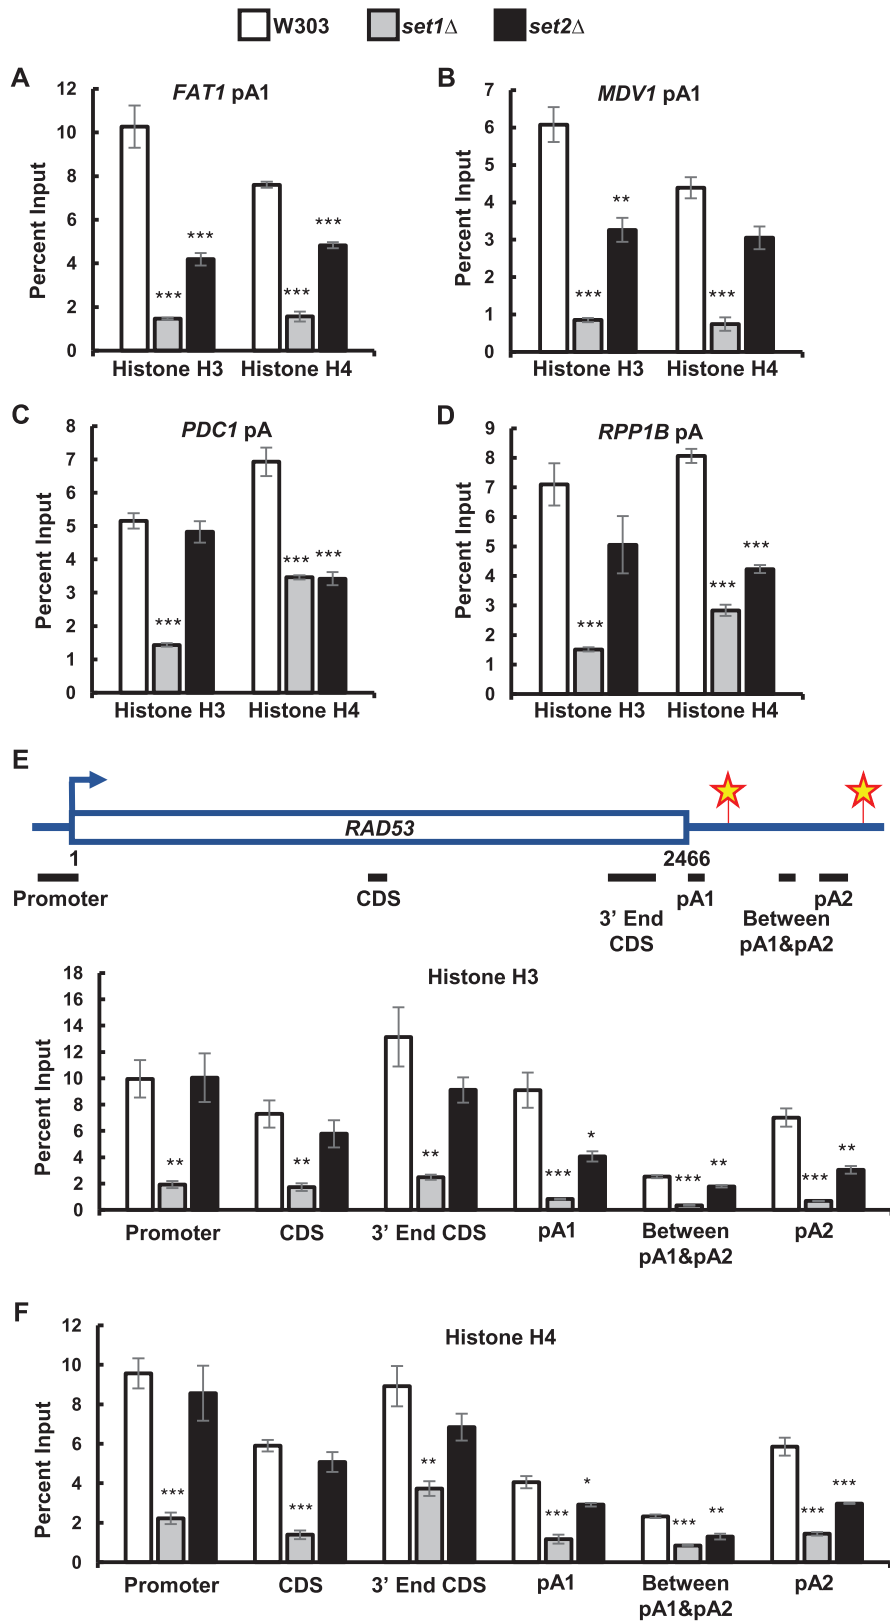 W303 set1Δ set2Δ
A
FAT1 pA1
Percent Input
12
10
8
6
4
2
0
***
***
***
***
Histone H3 Histone H4
B
MDV1 pA1
Percent Input
7
6
5
4
3
2
1
0
***
**
***
Histone H3 Histone H4
C
PDC1 pA
Percent Input
8
7
6
5
4
3
2
1
0
***
*** ***
Histone H3 Histone H4
D
RPP1B pA
Percent Input
9
8
7
6
5
4
3
2
1
0
***
***
***
Histone H3 Histone H4
E
RAD53
1 2466
Promoter CDS pA1 pA2
3’ End Between
CDS pA1&pA2
Histone H3
Percent Input
18
16
14
12
10
8
6
4
2
0
** ** ** *** * *** ** *** **
Promoter CDS 3’ End CDS pA1 Between pA2
pA1&pA2
F
Histone H4
Percent Input
12
10
8
6
4
2
0
*** *** ** *** * *** ** *** ***
Promoter CDS 3’ End CDS pA1 Between pA2
pA1&pA2